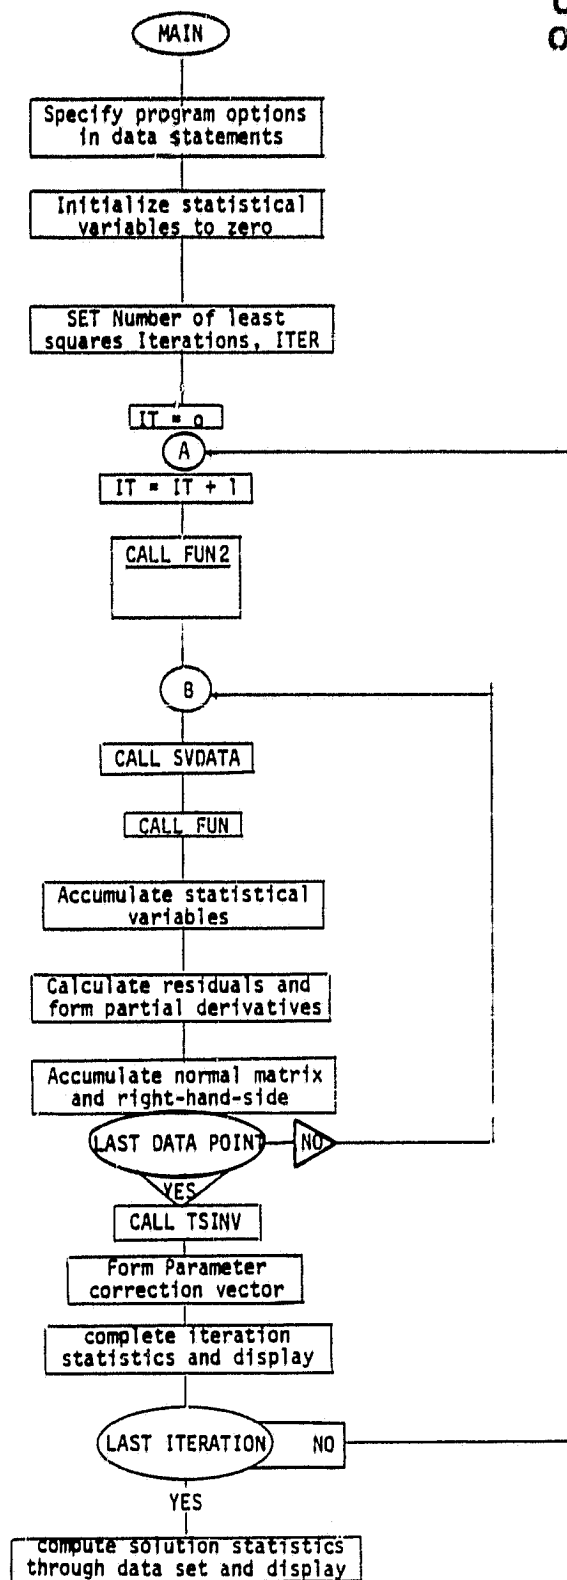 MAIN
Specify program options
in data statements
Initialize statistical
variables to zero
SET Number of least
squares Iterations, ITER
IT = o
A
IT = IT + 1
CALL FUN2
B
CALL SVDATA
CALL FUN
Accumulate statistical
variables
Calculate residuals and
form partial derivatives
Accumulate normal matrix
and right-hand-side
LAST DATA POINT NO
YES
CALL TSINV
Form Parameter
correction vector
complete iteration
statistics and display
LAST ITERATION NO
YES
compute solution statistics
through data set and display